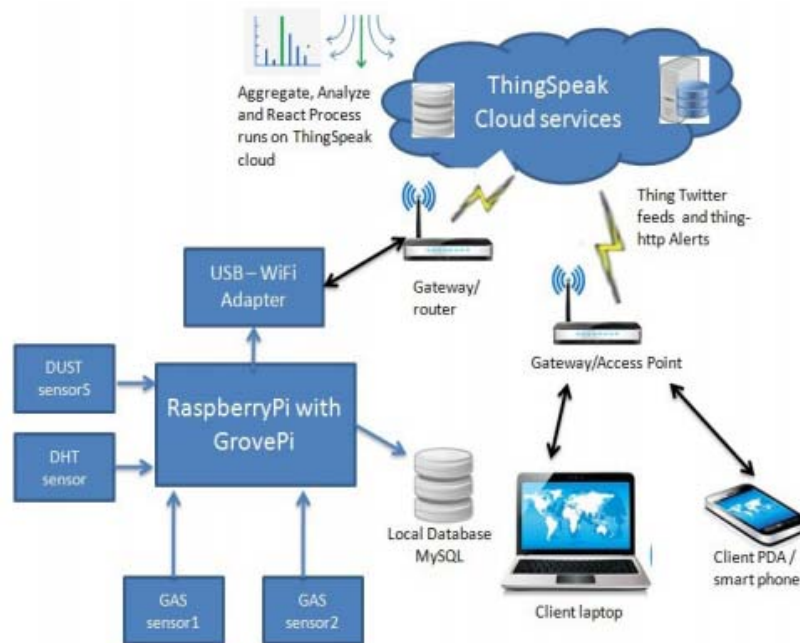 Aggregate, Analyze
and React Process
runs on ThingSpeak
cloud
ThingSpeak
Cloud services
Thing Twitter
feeds and thing-
http Alerts
USB – WiFi
Adapter
Gateway/
router
Gateway/Access Point
DUST
sensorS
RaspberryPi with
GrovePi
DHT
sensor
Local Database
MySQL
Client laptop
Client PDA /
smart phone
GAS
sensor1
GAS
sensor2